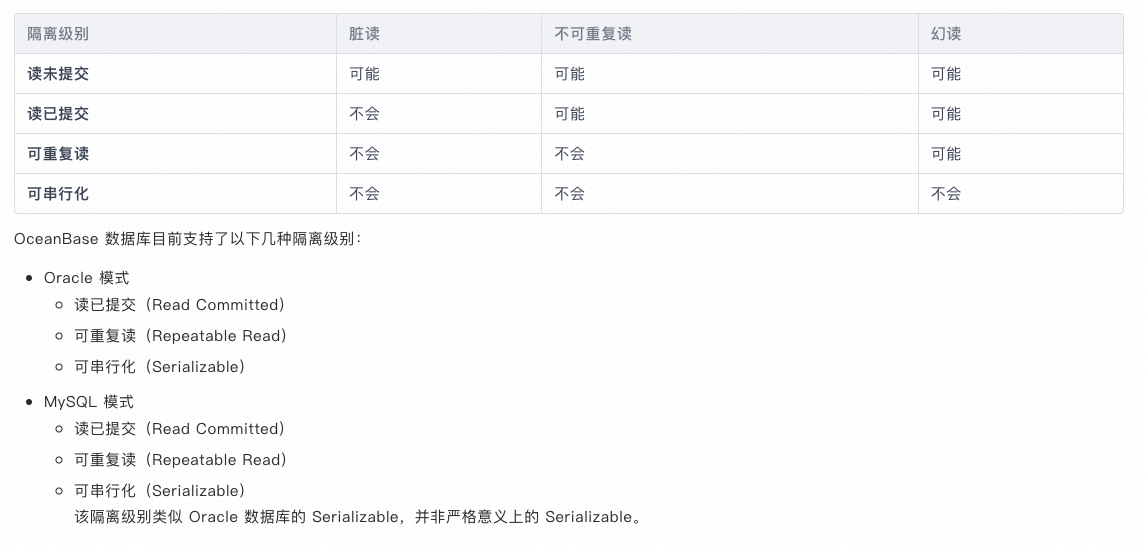 隔离级别 脏读 不可重复读 幻读
读未提交 可能 可能 可能
读已提交 不会 可能 可能
可重复读 不会 不会 可能
可串行化 不会 不会 不会
OceanBase 数据库目前支持了以下几种隔离级别：
Oracle 模式
读已提交（Read Committed）
可重复读（Repeatable Read）
可串行化（Serializable）
MySQL 模式
读已提交（Read Committed）
可重复读（Repeatable Read）
可串行化（Serializable）
该隔离级别类似 Oracle 数据库的 Serializable，并非严格意义上的 Serializable。